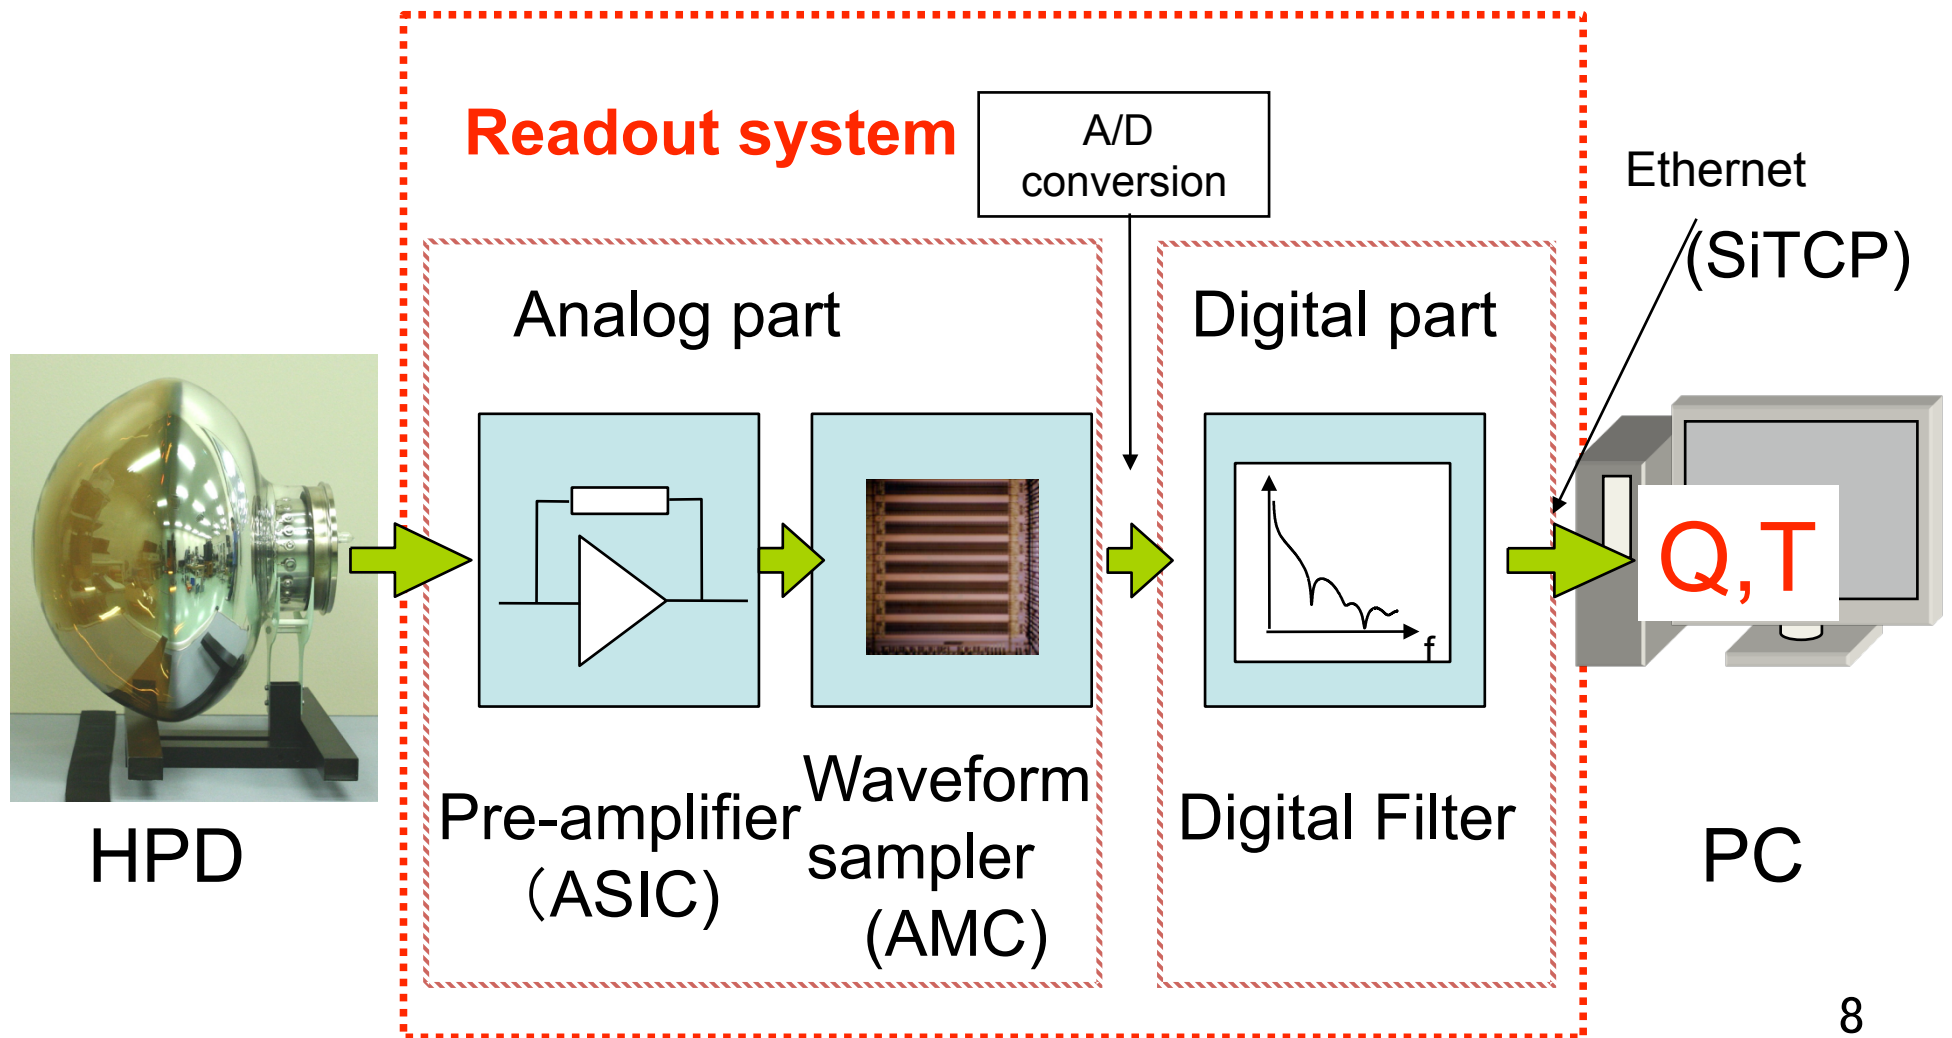 Readout system
A/D
conversion
Ethernet
(SiTCP)
Analog part
Digital part
f
Q,T
HPD
Pre-amplifier
（ASIC)
Waveform
sampler
(AMC)
Digital Filter
PC
8